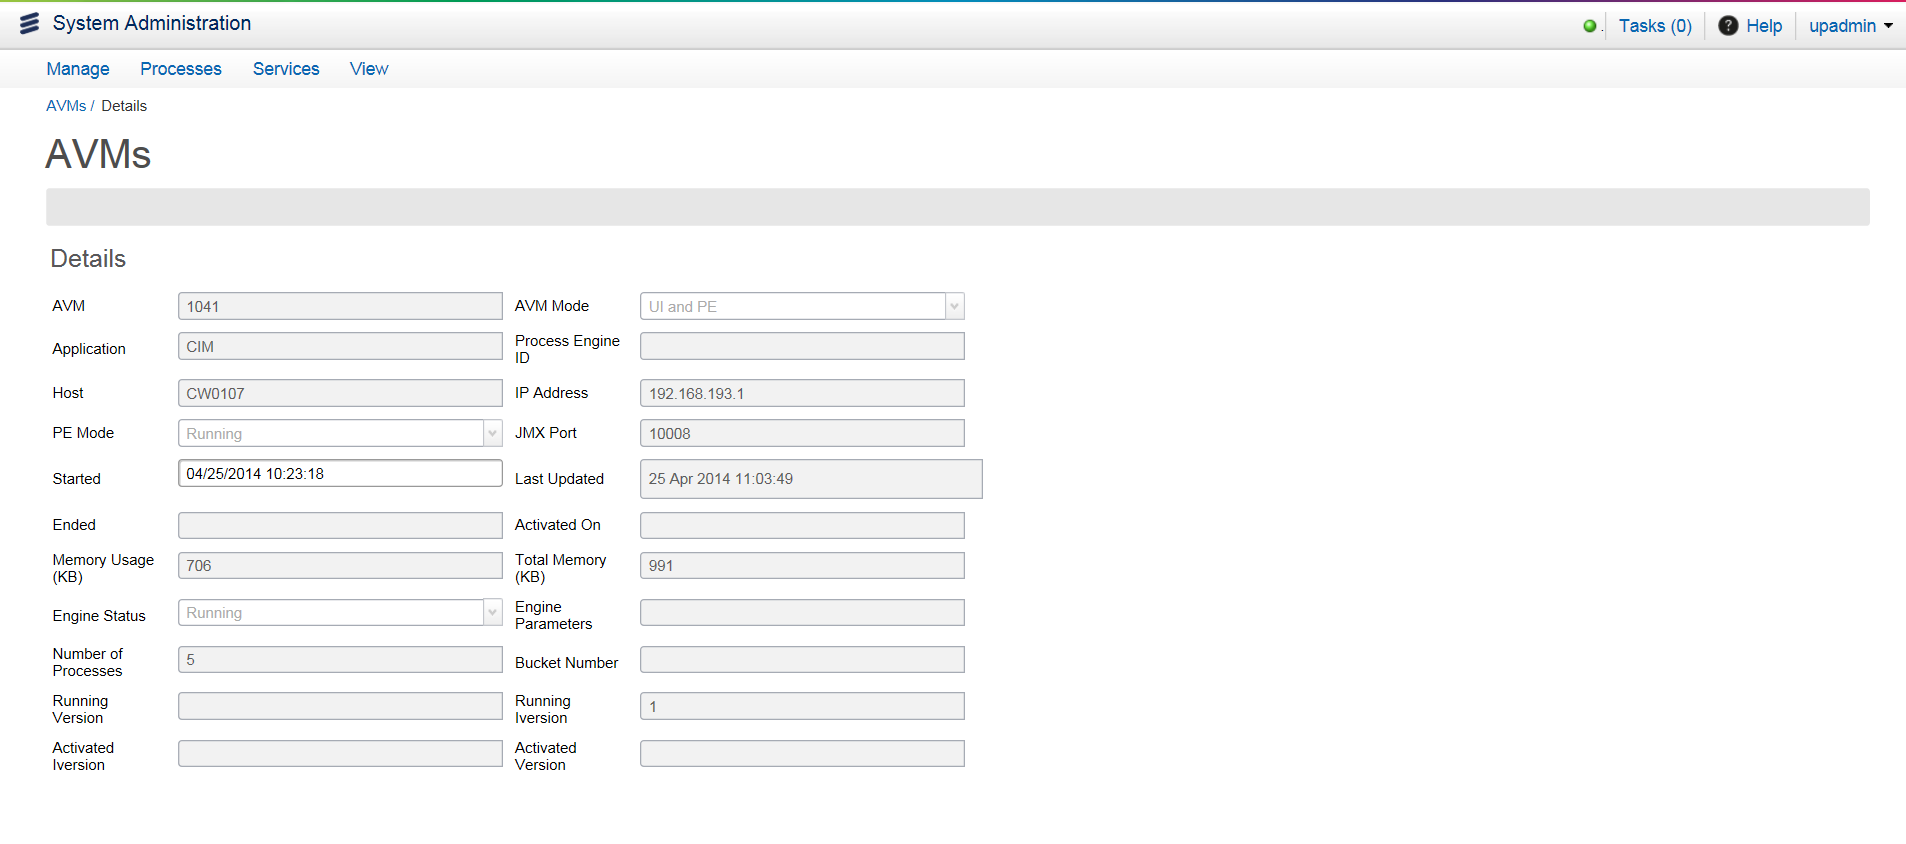 System Administration
Tasks (0)
? Help
upadmin
Manage
Processes
Services
View
AVMs / Details
AVMs
Details
AVM
1041
AVM Mode
UI and PE
Application
CIM
Process Engine
ID
Host
CW0107
IP Address
192.168.193.1
PE Mode
Running
JMX Port
10008
Started
04/25/2014 10:23:18
Last Updated
25 Apr 2014 11:03:49
Ended
Activated On
Memory Usage
(KB)
706
Total Memory
(KB)
991
Engine Status
Running
Engine
Parameters
Number of
Processes
5
Bucket Number
Running
Version
Running
Iversion
1
Activated
Iversion
Activated
Version